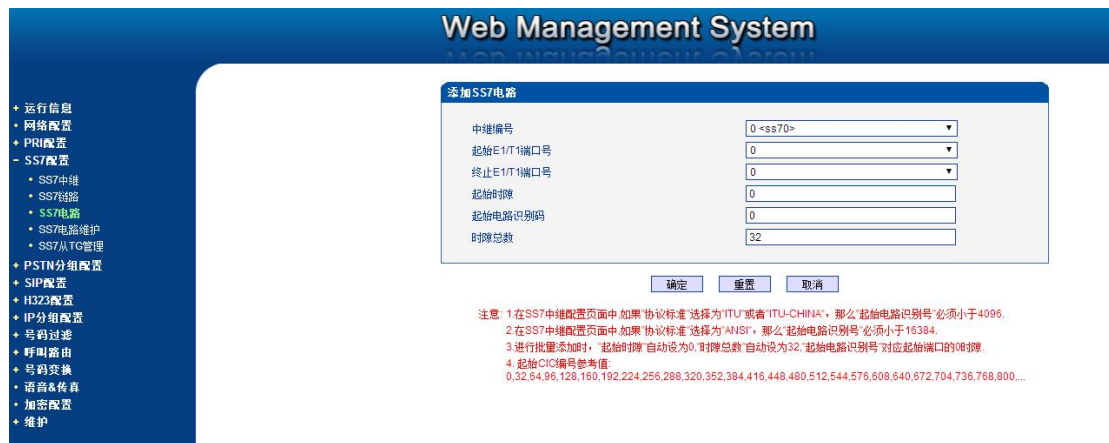 Web Management System
+ 运行信息
• 网络配置
+ PRI配置
- SS7配置
• SS7中继
• SS7链路
• SS7电路
• SS7电路维护
• SS7从TG管理
+ PSTN分组配置
+ SIP配置
+ H323配置
+ IP分组配置
+ 号码过滤
+ 呼叫路由
+ 号码变换
• 语音&传真
• 加密配置
+ 维护
添加SS7电路
中继编号 0 <ss70>
起始E1/T1端口号 0
终止E1/T1端口号 0
起始时隙 0
起始电路识别码 0
时隙总数 32
确定 重置 取消
注意: 1.在SS7中继配置页面中,如果"协议标准"选择为"ITU"或者"ITU-CHINA"，那么"起始电路识别号"必须小于4096.
2.在SS7中继配置页面中,如果"协议标准"选择为"ANSI"，那么"起始电路识别号"必须小于16384.
3.进行批量添加时，"起始时隙"自动设为0,"时隙总数"自动设为32,"起始电路识别号"对应起始端口的0时隙.
4. 起始CIC编号参考值:
0,32,64,96,128,160,192,224,256,288,320,352,384,416,448,480,512,544,576,608,640,672,704,736,768,800,...